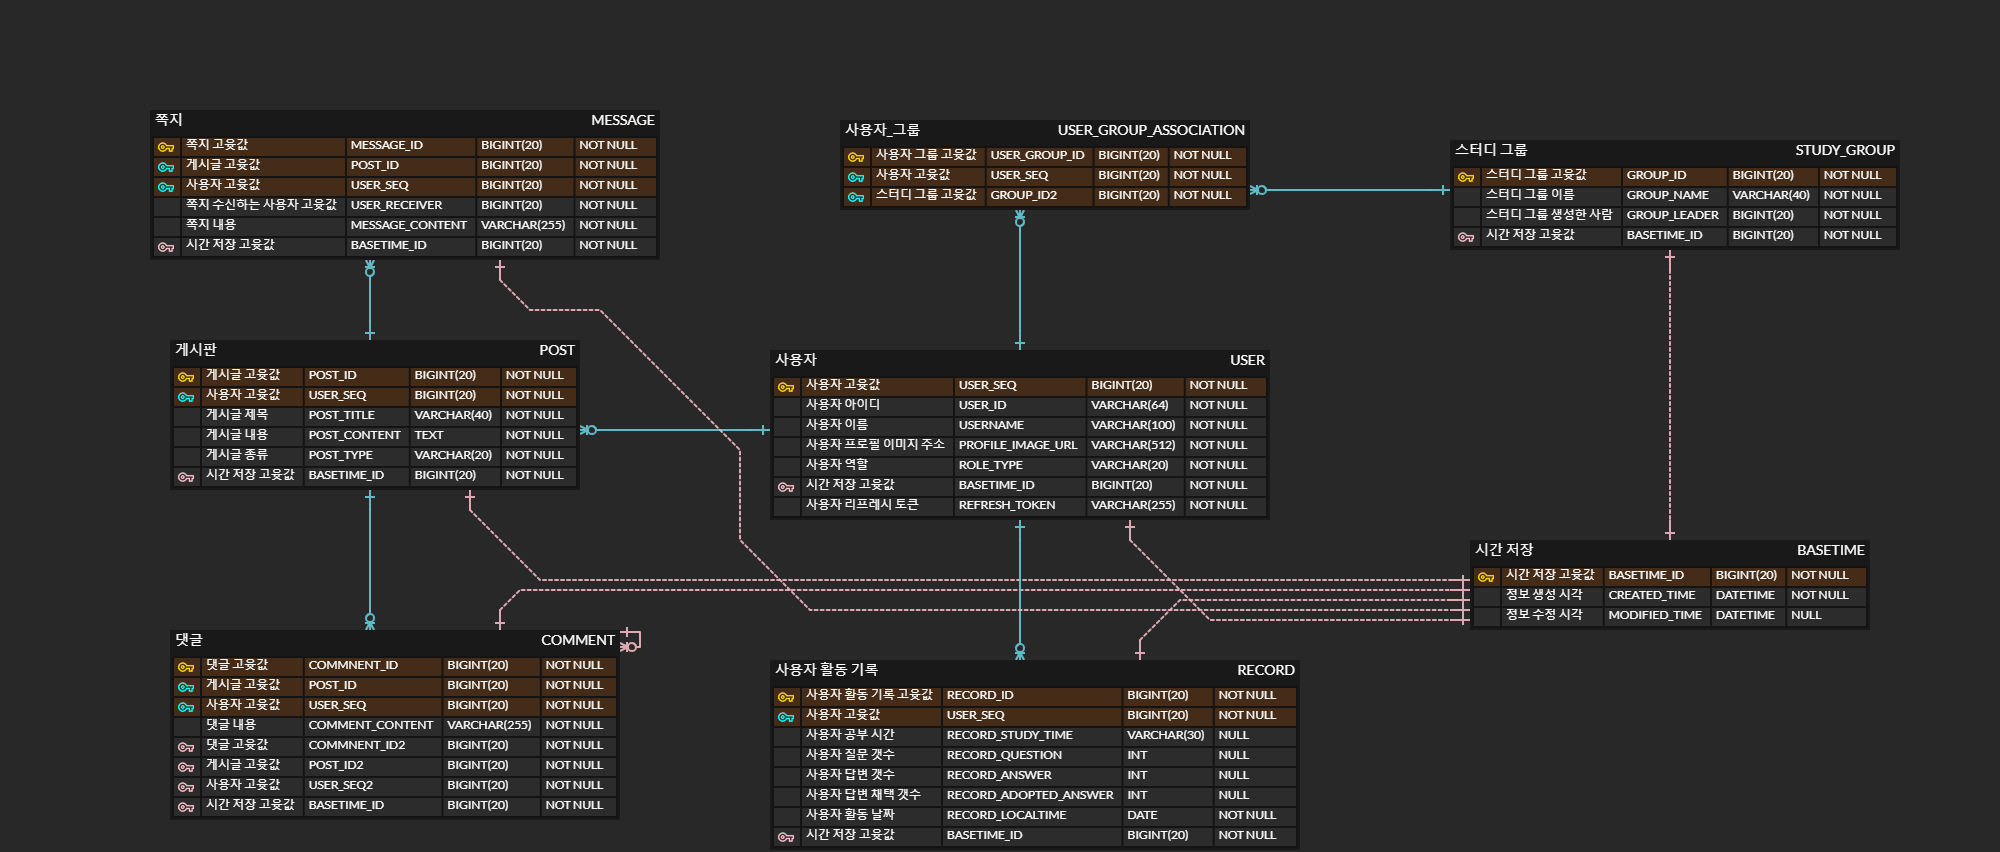 쪽지 MESSAGE
쪽지 고윳값 MESSAGE_ID BIGINT(20) NOT NULL
게시글 고윳값 POST_ID BIGINT(20) NOT NULL
사용자 고윳값 USER_SEQ BIGINT(20) NOT NULL
쪽지 수신하는 사용자 고윳값 USER_RECEIVER BIGINT(20) NOT NULL
쪽지 내용 MESSAGE_CONTENT VARCHAR(255) NOT NULL
시간 저장 고윳값 BASETIME_ID BIGINT(20) NOT NULL
사용자_그룹 USER_GROUP_ASSOCIATION
사용자 그룹 고윳값 USER_GROUP_ID BIGINT(20) NOT NULL
사용자 고윳값 USER_SEQ BIGINT(20) NOT NULL
스터디 그룹 고윳값 GROUP_ID2 BIGINT(20) NOT NULL
스터디 그룹 STUDY_GROUP
스터디 그룹 고윳값 GROUP_ID BIGINT(20) NOT NULL
스터디 그룹 이름 GROUP_NAME VARCHAR(40) NOT NULL
스터디 그룹 생성한 사람 GROUP_LEADER BIGINT(20) NOT NULL
시간 저장 고윳값 BASETIME_ID BIGINT(20) NOT NULL
게시판 POST
게시글 고윳값 POST_ID BIGINT(20) NOT NULL
사용자 고윳값 USER_SEQ BIGINT(20) NOT NULL
게시글 제목 POST_TITLE VARCHAR(40) NOT NULL
게시글 내용 POST_CONTENT TEXT NOT NULL
게시글 종류 POST_TYPE VARCHAR(20) NOT NULL
시간 저장 고윳값 BASETIME_ID BIGINT(20) NOT NULL
사용자 USER
사용자 고윳값 USER_SEQ BIGINT(20) NOT NULL
사용자 아이디 USER_ID VARCHAR(64) NOT NULL
사용자 이름 USERNAME VARCHAR(100) NOT NULL
사용자 프로필 이미지 주소 PROFILE_IMAGE_URL VARCHAR(512) NOT NULL
사용자 역할 ROLE_TYPE VARCHAR(20) NOT NULL
시간 저장 고윳값 BASETIME_ID BIGINT(20) NOT NULL
사용자 리프레시 토큰 REFRESH_TOKEN VARCHAR(255) NOT NULL
시간 저장 BASETIME
시간 저장 고윳값 BASETIME_ID BIGINT(20) NOT NULL
정보 생성 시각 CREATED_TIME DATETIME NOT NULL
정보 수정 시각 MODIFIED_TIME DATETIME NULL
댓글 COMMENT
댓글 고윳값 COMMNENT_ID BIGINT(20) NOT NULL
게시글 고윳값 POST_ID BIGINT(20) NOT NULL
사용자 고윳값 USER_SEQ BIGINT(20) NOT NULL
댓글 내용 COMMENT_CONTENT VARCHAR(255) NOT NULL
댓글 고윳값 COMMNENT_ID2 BIGINT(20) NOT NULL
게시글 고윳값 POST_ID2 BIGINT(20) NOT NULL
사용자 고윳값 USER_SEQ2 BIGINT(20) NOT NULL
시간 저장 고윳값 BASETIME_ID BIGINT(20) NOT NULL
사용자 활동 기록 RECORD
사용자 활동 기록 고윳값 RECORD_ID BIGINT(20) NOT NULL
사용자 고윳값 USER_SEQ BIGINT(20) NOT NULL
사용자 공부 시간 RECORD_STUDY_TIME VARCHAR(30) NULL
사용자 질문 갯수 RECORD_QUESTION INT NULL
사용자 답변 갯수 RECORD_ANSWER INT NULL
사용자 답변 채택 갯수 RECORD_ADOPTED_ANSWER INT NULL
사용자 활동 날짜 RECORD_LOCALTIME DATE NOT NULL
시간 저장 고윳값 BASETIME_ID BIGINT(20) NOT NULL